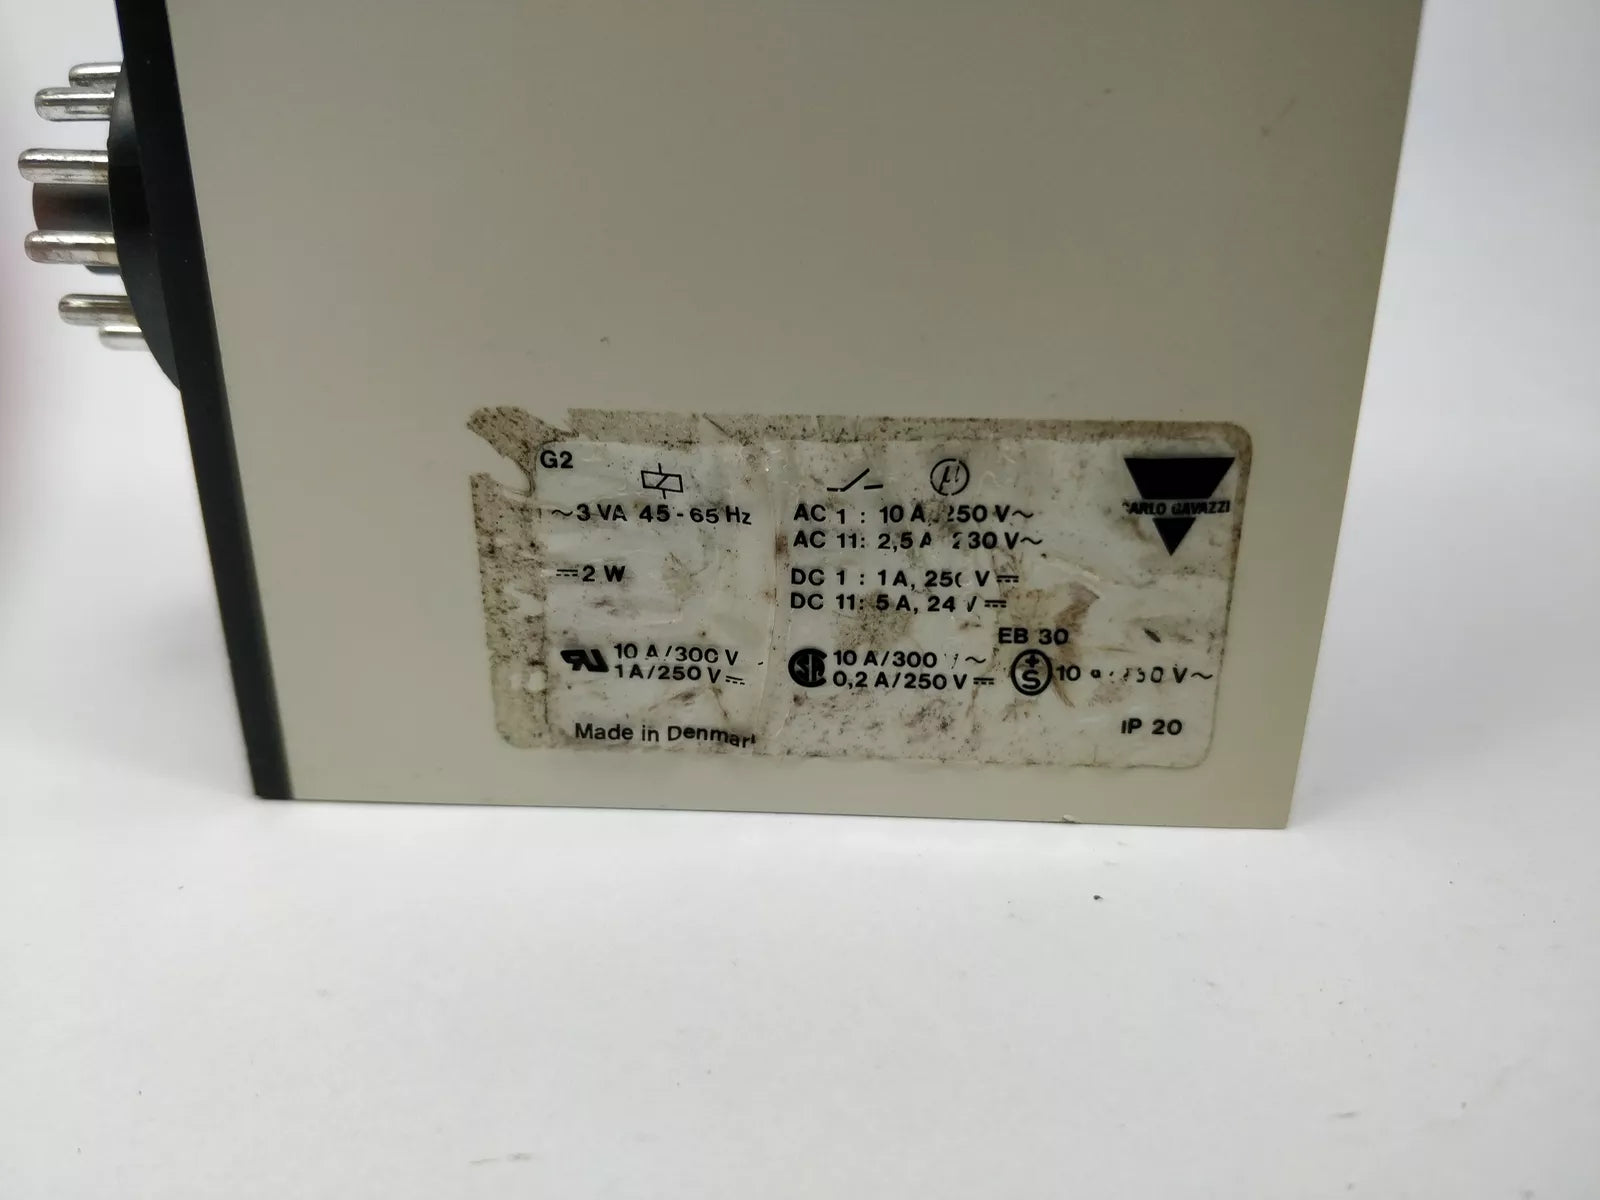 G2
~3 VA 45-65 Hz
⎓2 W
10 A/300 V
1A/250 V⎓
Made in
µ
AC 1 : 10 A, 250 V~
AC 11: 2,5 A 230 V~
DC 1 : 1A, 250 V⎓
DC 11: 5 A, 24 V⎓
10 A/300 V~
0,2 A/250 V⎓
CARLO GAVAZZI
EB 30
+
S
10
V~
IP 20